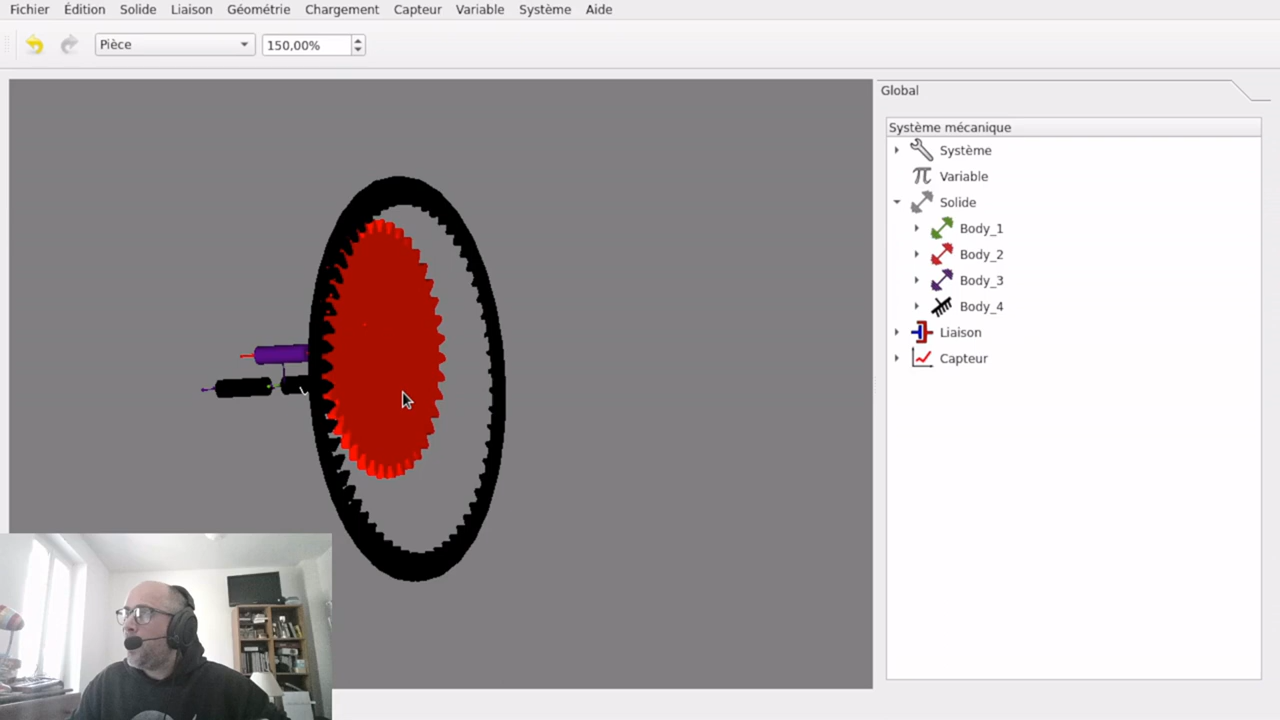 Fichier Édition Solide Liaison Géométrie Chargement Capteur Variable Système Aide
Pièce 150,00%
Global
Système mécanique
Système
Variable
Solide
Body_1
Body_2
Body_3
Body_4
Liaison
Capteur